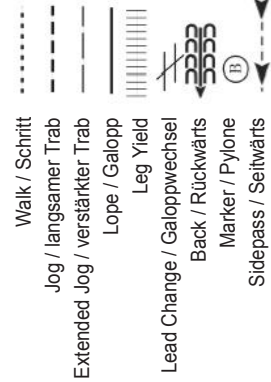 Walk / Schritt
Jog / langsamer Trab
Extended Jog / verstärkter Trab
Lope / Galopp
Leg Yield
Lead Change / Galoppwechsel
Back / Rückwärts
Marker / Pylone
B
Sidepass / Seitwärts